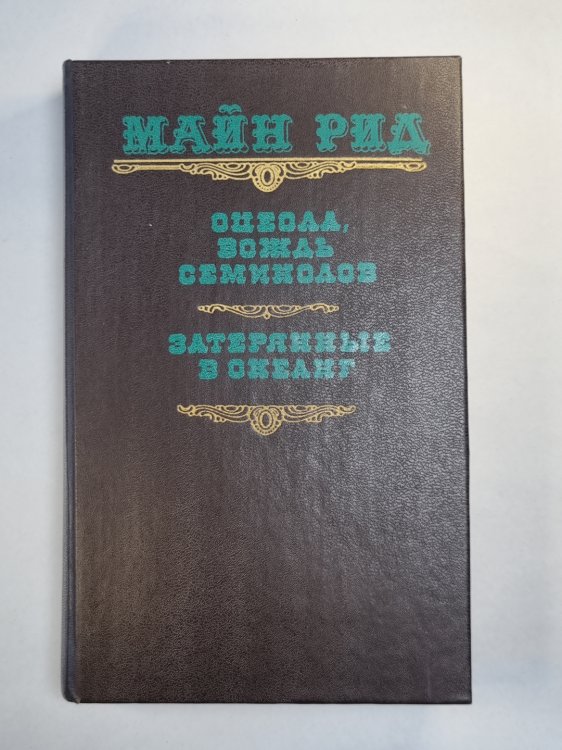 МАЙН РИД
ОЦЕОЛА,
ВОЖДЬ
СЕМИНОЛОВ
ЗАТЕРЯННЫЕ
В ОКЕАНЕ